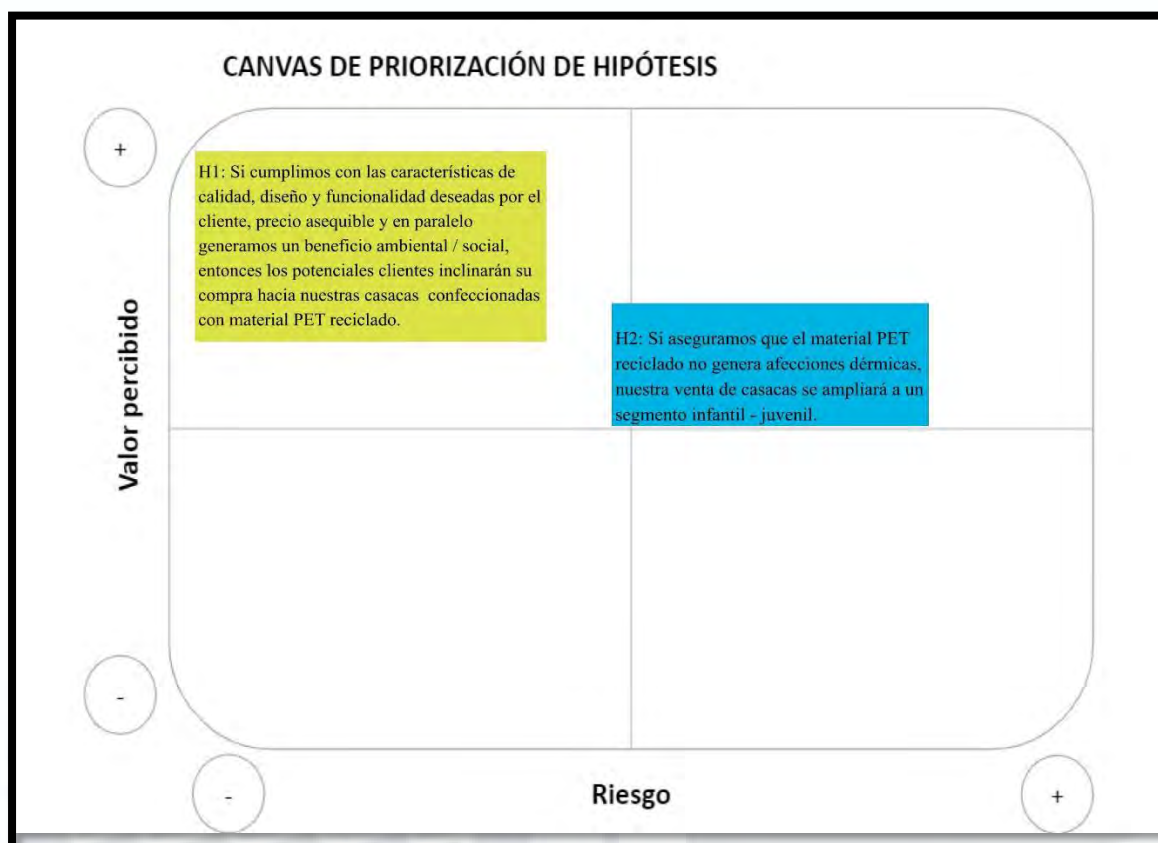 CANVAS DE PRIORIZACIÓN DE HIPÓTESIS
+
H1: Si cumplimos con las características de
calidad, diseño y funcionalidad deseadas por el
cliente, precio asequible y en paralelo
generamos un beneficio ambiental / social,
entonces los potenciales clientes inclinarán su
compra hacia nuestras casacas confeccionadas
con material PET reciclado.
H2: Si aseguramos que el material PET
reciclado no genera afecciones dérmicas,
nuestra venta de casacas se ampliará a un
segmento infantil - juvenil.
Valor percibido
-
-
Riesgo
+